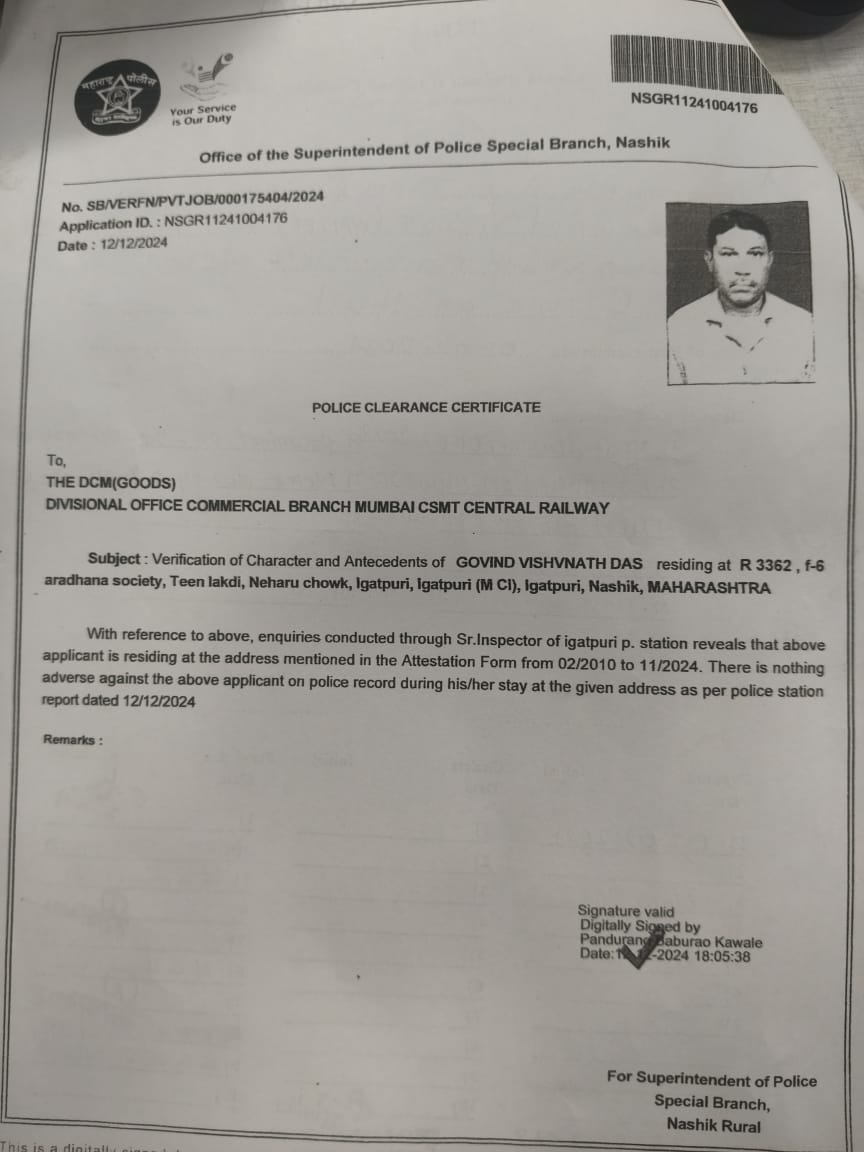 महाराष्ट्र पोलीस
Your Service
is Our Duty
NSGR11241004176
Office of the Superintendent of Police Special Branch, Nashik
No. SB/VERFN/PVTJOB/000175404/2024
Application ID. : NSGR11241004176
Date : 12/12/2024
POLICE CLEARANCE CERTIFICATE
To,
THE DCM(GOODS)
DIVISIONAL OFFICE COMMERCIAL BRANCH MUMBAI CSMT CENTRAL RAILWAY
Subject : Verification of Character and Antecedents of GOVIND VISHVNATH DAS residing at R 3362 , f-6
aradhana society, Teen lakdi, Neharu chowk, Igatpuri, Igatpuri (M Cl), Igatpuri, Nashik, MAHARASHTRA
With reference to above, enquiries conducted through Sr.Inspector of igatpuri p. station reveals that above
applicant is residing at the address mentioned in the Attestation Form from 02/2010 to 11/2024. There is nothing
adverse against the above applicant on police record during his/her stay at the given address as per police station
report dated 12/12/2024
Remarks :
Signature valid
Digitally Signed by
Pandurang Baburao Kawale
Date: -2024 18:05:38
For Superintendent of Police
Special Branch,
Nashik Rural
This is a digitally